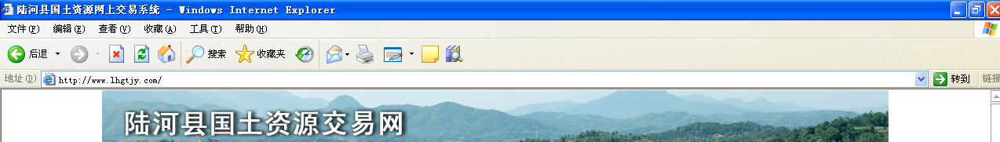 陆河县国土资源网上交易系统 - Windows Internet Explorer
文件(F) 编辑(E) 查看(V) 收藏(A) 工具(T) 帮助(H)
后退 搜索 收藏夹
地址(D) http://www.lhgtjy.com/ 转到 链接
陆河县国土资源交易网